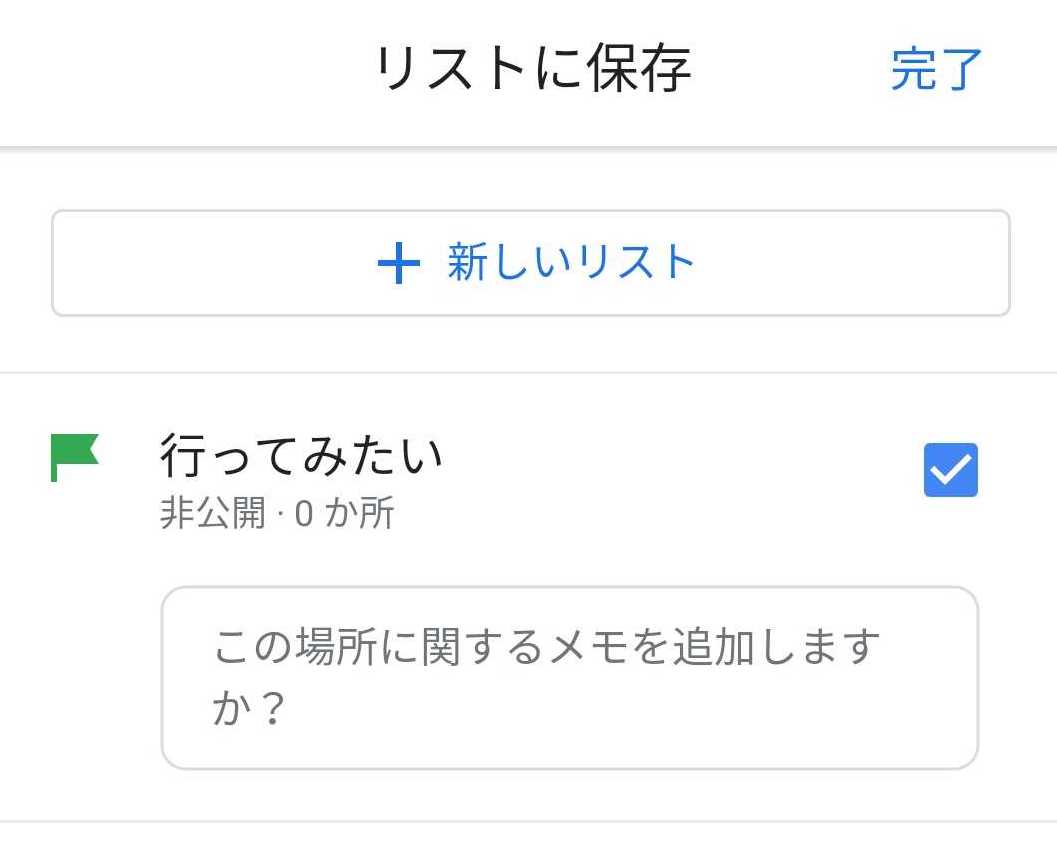 リストに保存
完了
新しいリスト
行ってみたい
非公開 · 0 か所
この場所に関するメモを追加します
か？